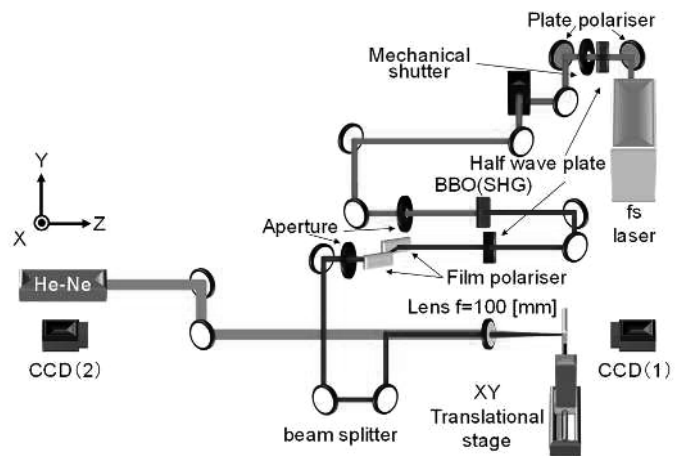 Plate polariser
Mechanical
shutter
Y
X
Z
Half wave plate
BBO(SHG)
fs
laser
Aperture
Film polariser
He-Ne
Lens f=100 [mm]
CCD(2)
CCD(1)
XY
Translational
stage
beam splitter